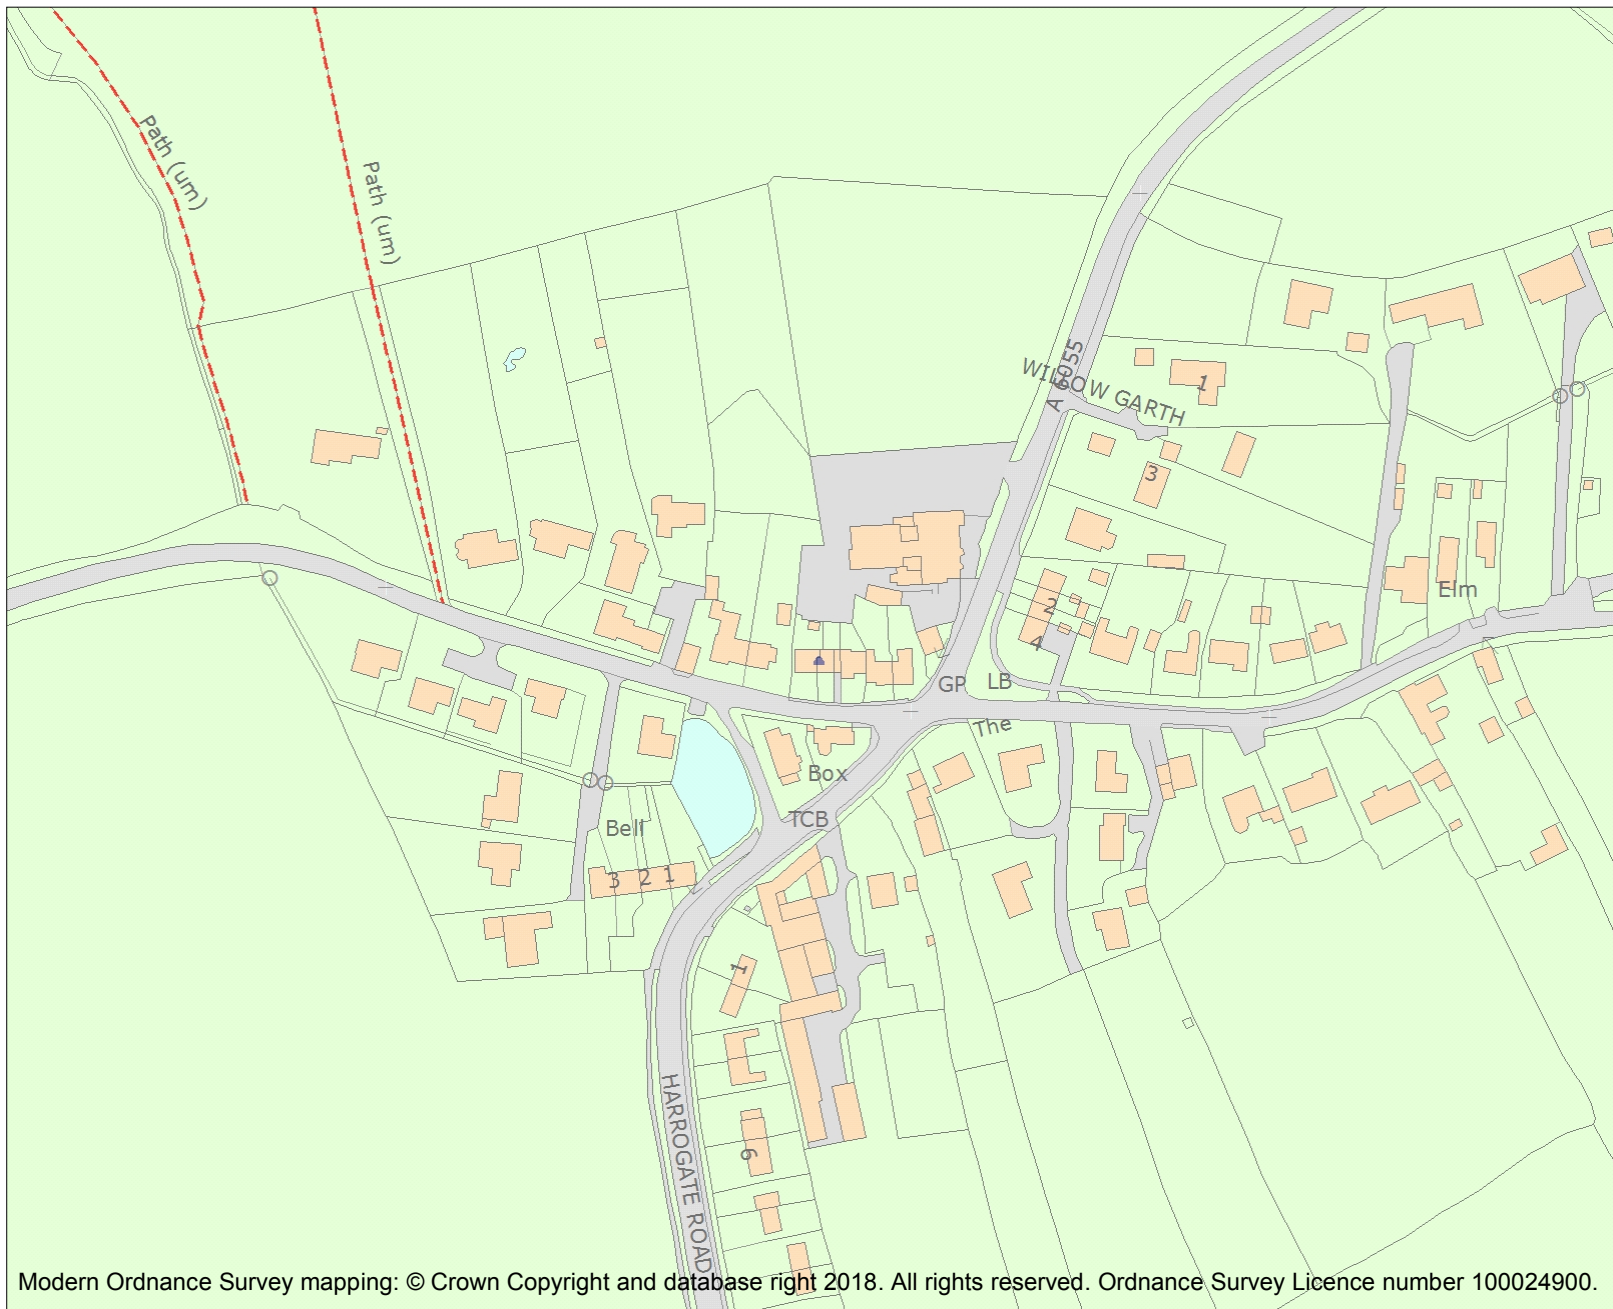 Path (um)
Path (um)
A 6055
WILLOW GARTH
1
3
2
4
Elm
GP
LB
The
Box
TCB
Bell
3 2 1
1
6
HARROGATE ROAD
Modern Ordnance Survey mapping: © Crown Copyright and database right 2018. All rights reserved. Ordnance Survey Licence number 100024900.